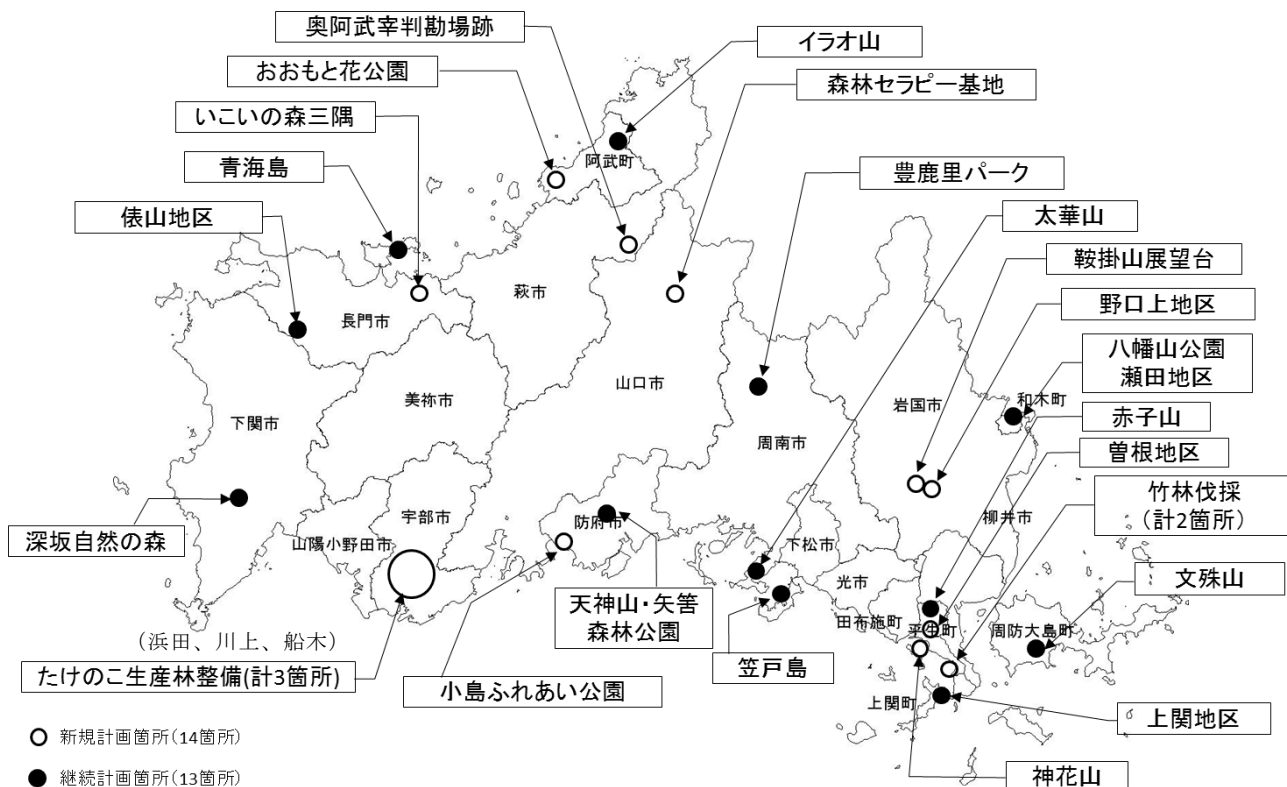 奥阿武宰判勘場跡
イラオ山
おおもと花公園
森林セラピー基地
いこいの森三隅
青海島
阿武町
豊鹿里パーク
俵山地区
太華山
鞍掛山展望台
萩市
野口上地区
長門市
八幡山公園
瀬田地区
山口市
美祢市
岩国市
和木町
赤子山
下関市
周南市
曽根地区
竹林伐採
(計2箇所)
宇部市
防府市
柳井市
深坂自然の森
山陽小野田市
下松市
光市
文殊山
天神山・矢筈
森林公園
田布施町
平生町
周防大島町
(浜田、川上、船木)
たけのこ生産林整備(計3箇所)
小島ふれあい公園
笠戸島
上関町
上関地区
新規計画箇所(14箇所)
継続計画箇所(13箇所)
神花山